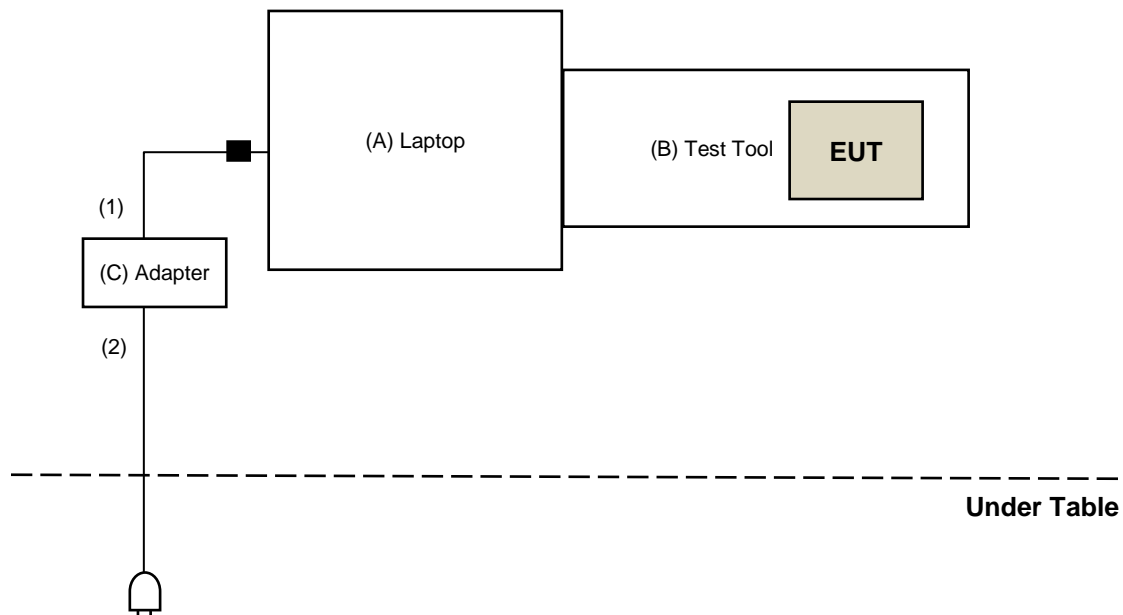 (A) Laptop
(B) Test Tool
EUT
(1)
(C) Adapter
(2)
Under Table